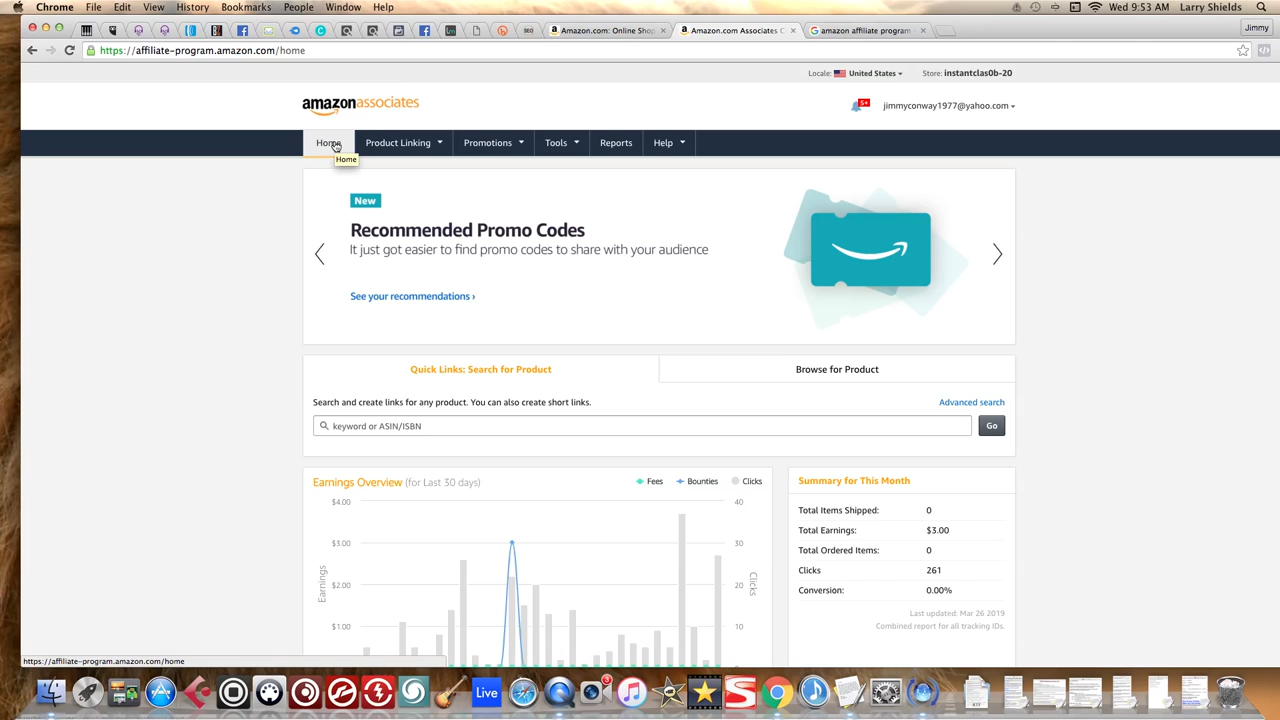 Chrome File Edit View History Bookmarks People Window Help Wed 9:53 AM Larry Shields
Amazon.com: Online Shop Amazon.com Associates C amazon affiliate program Jimmy
https://affiliate-program.amazon.com/home
Locale: United States Store: instantclas0b-20
amazonassociates 5+ jimmyconway1977@yahoo.com
Home Product Linking Promotions Tools Reports Help
Home
New
Recommended Promo Codes
It just got easier to find promo codes to share with your audience
See your recommendations ›
Quick Links: Search for Product Browse for Product
Search and create links for any product. You can also create short links. Advanced search
keyword or ASIN/ISBN Go
Earnings Overview (for Last 30 days) Fees Bounties Clicks
Summary for This Month
$4.00 40
Total Items Shipped: 0
Total Earnings: $3.00
$3.00 30
Total Ordered Items: 0
Clicks 261
Earnings Clicks
$2.00 20
Conversion: 0.00%
Last updated: Mar 26 2019
$1.00 10
Combined report for all tracking IDs.
https://affiliate-program.amazon.com/home
Live
3